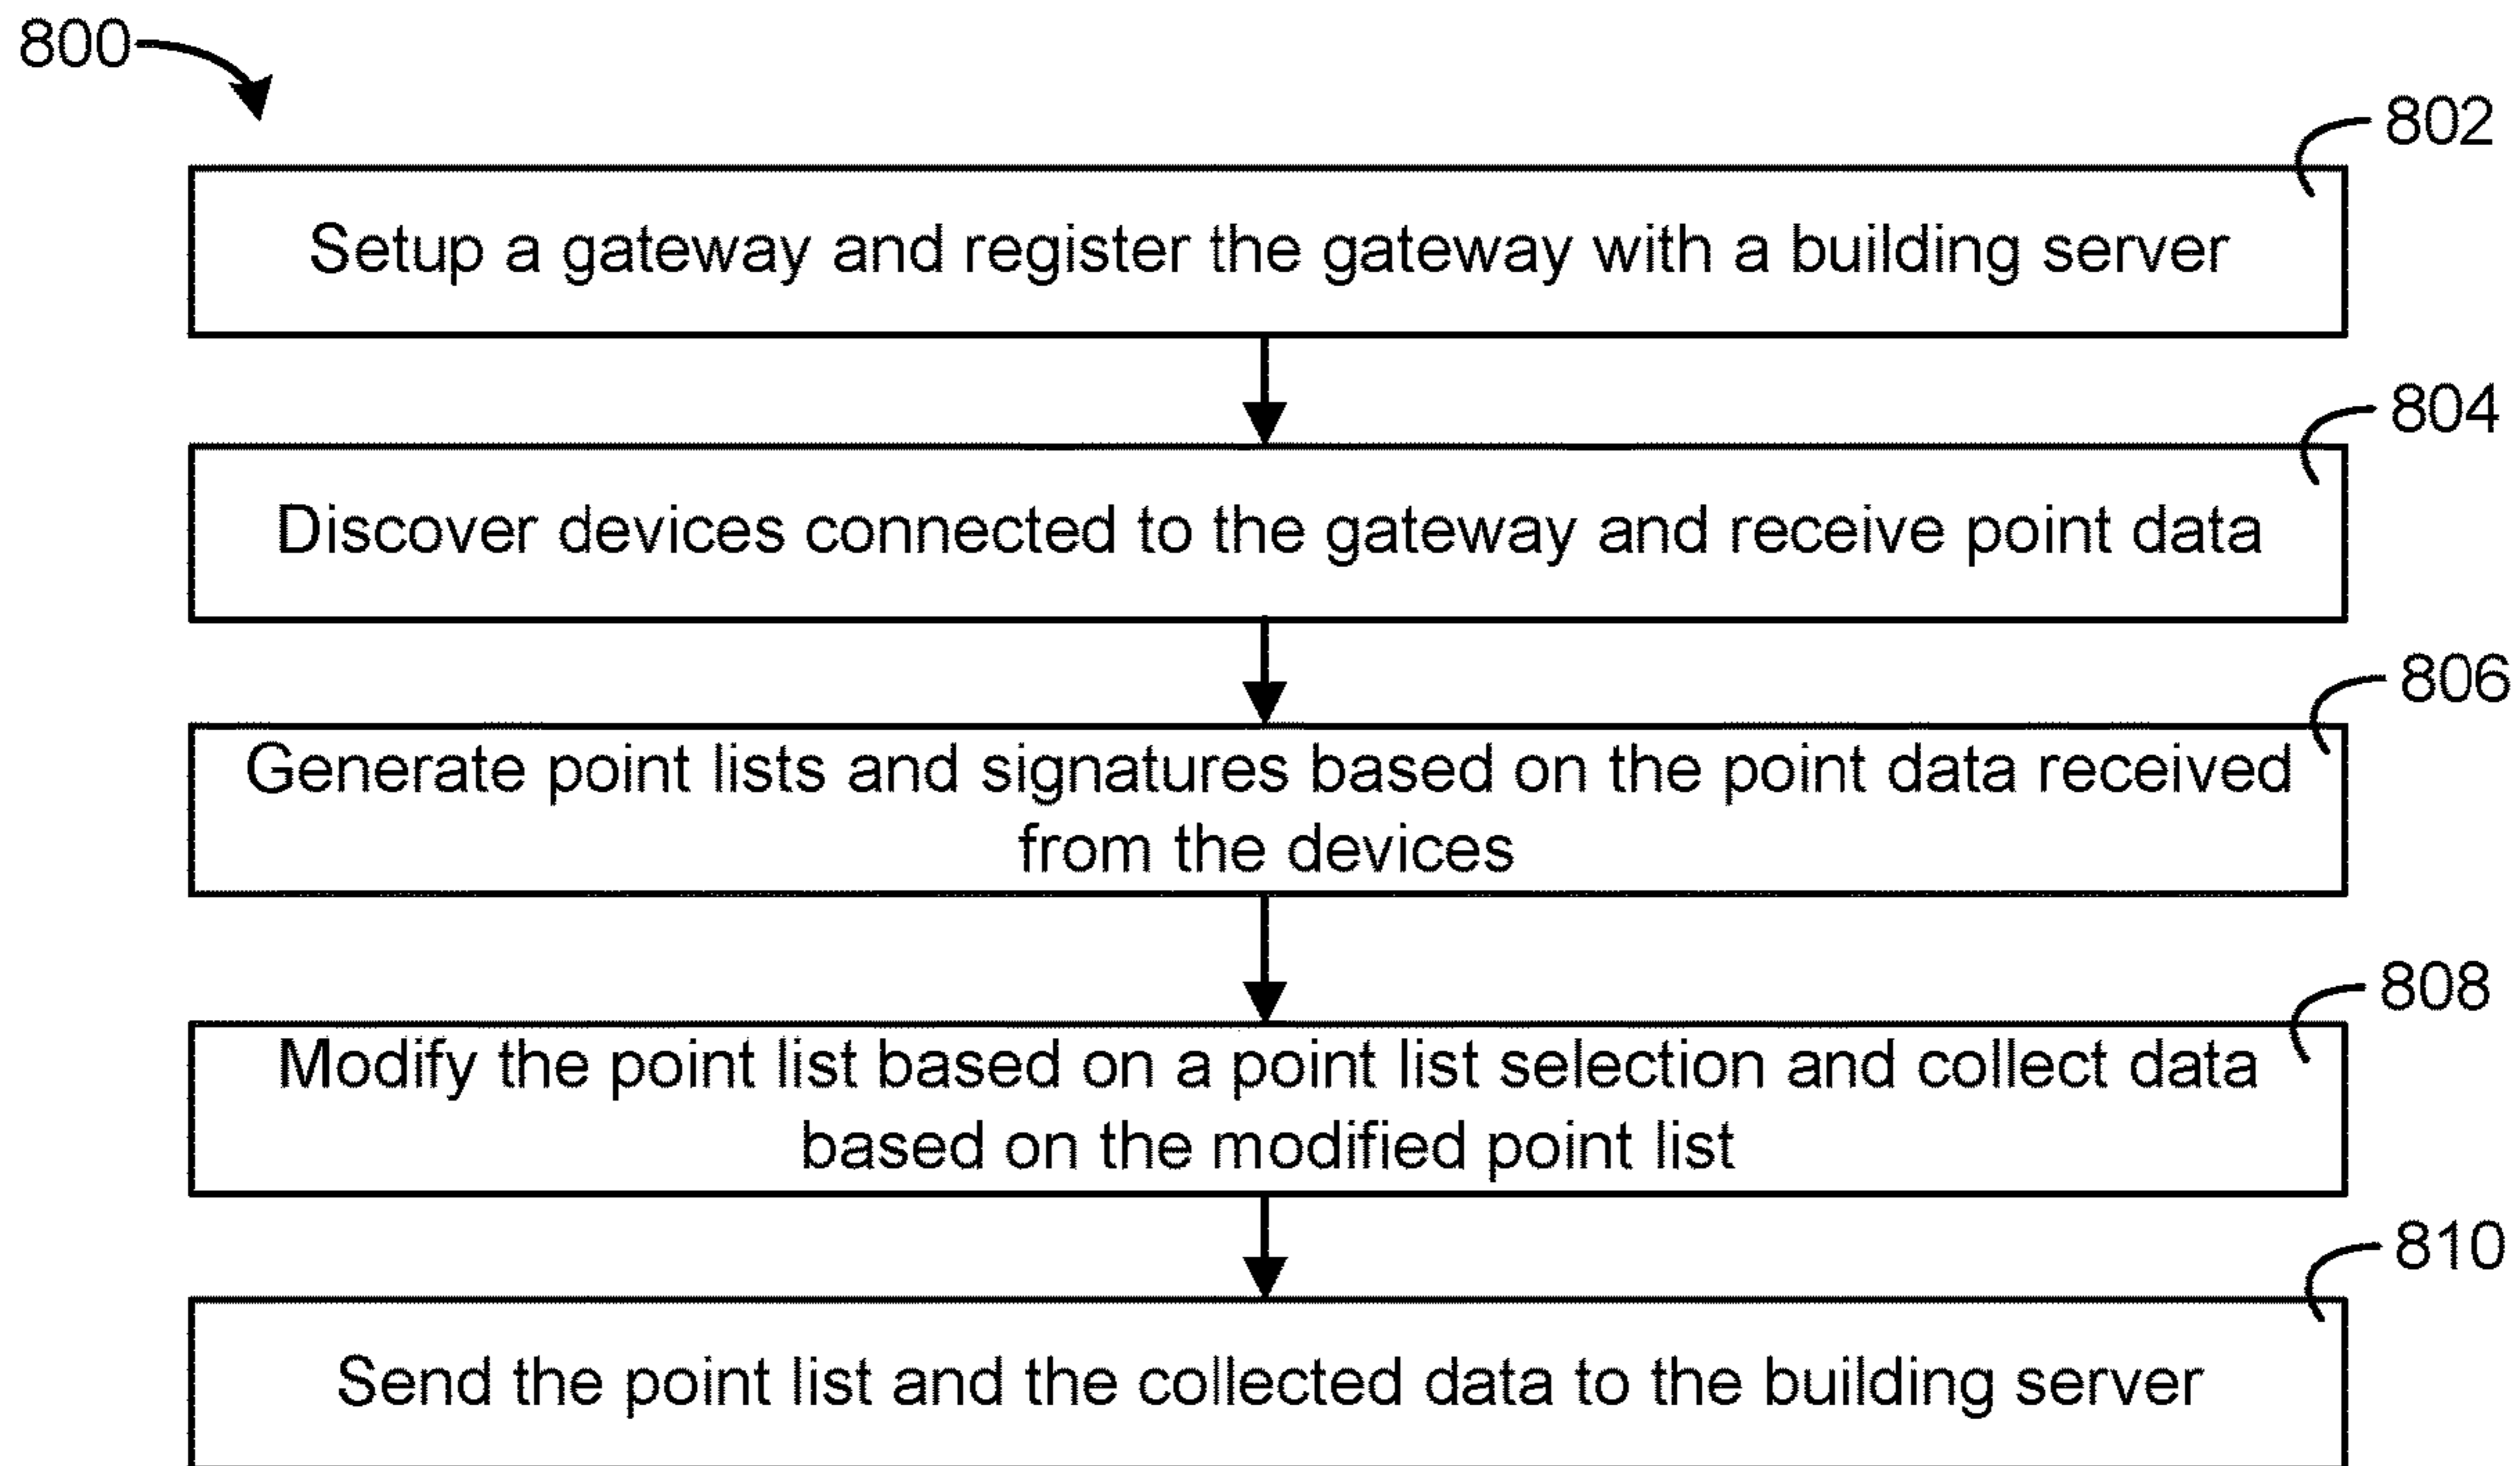 800
802
Setup a gateway and register the gateway with a building server
804
Discover devices connected to the gateway and receive point data
806
Generate point lists and signatures based on the point data received
from the devices
808
Modify the point list based on a point list selection and collect data
based on the modified point list
810
Send the point list and the collected data to the building server